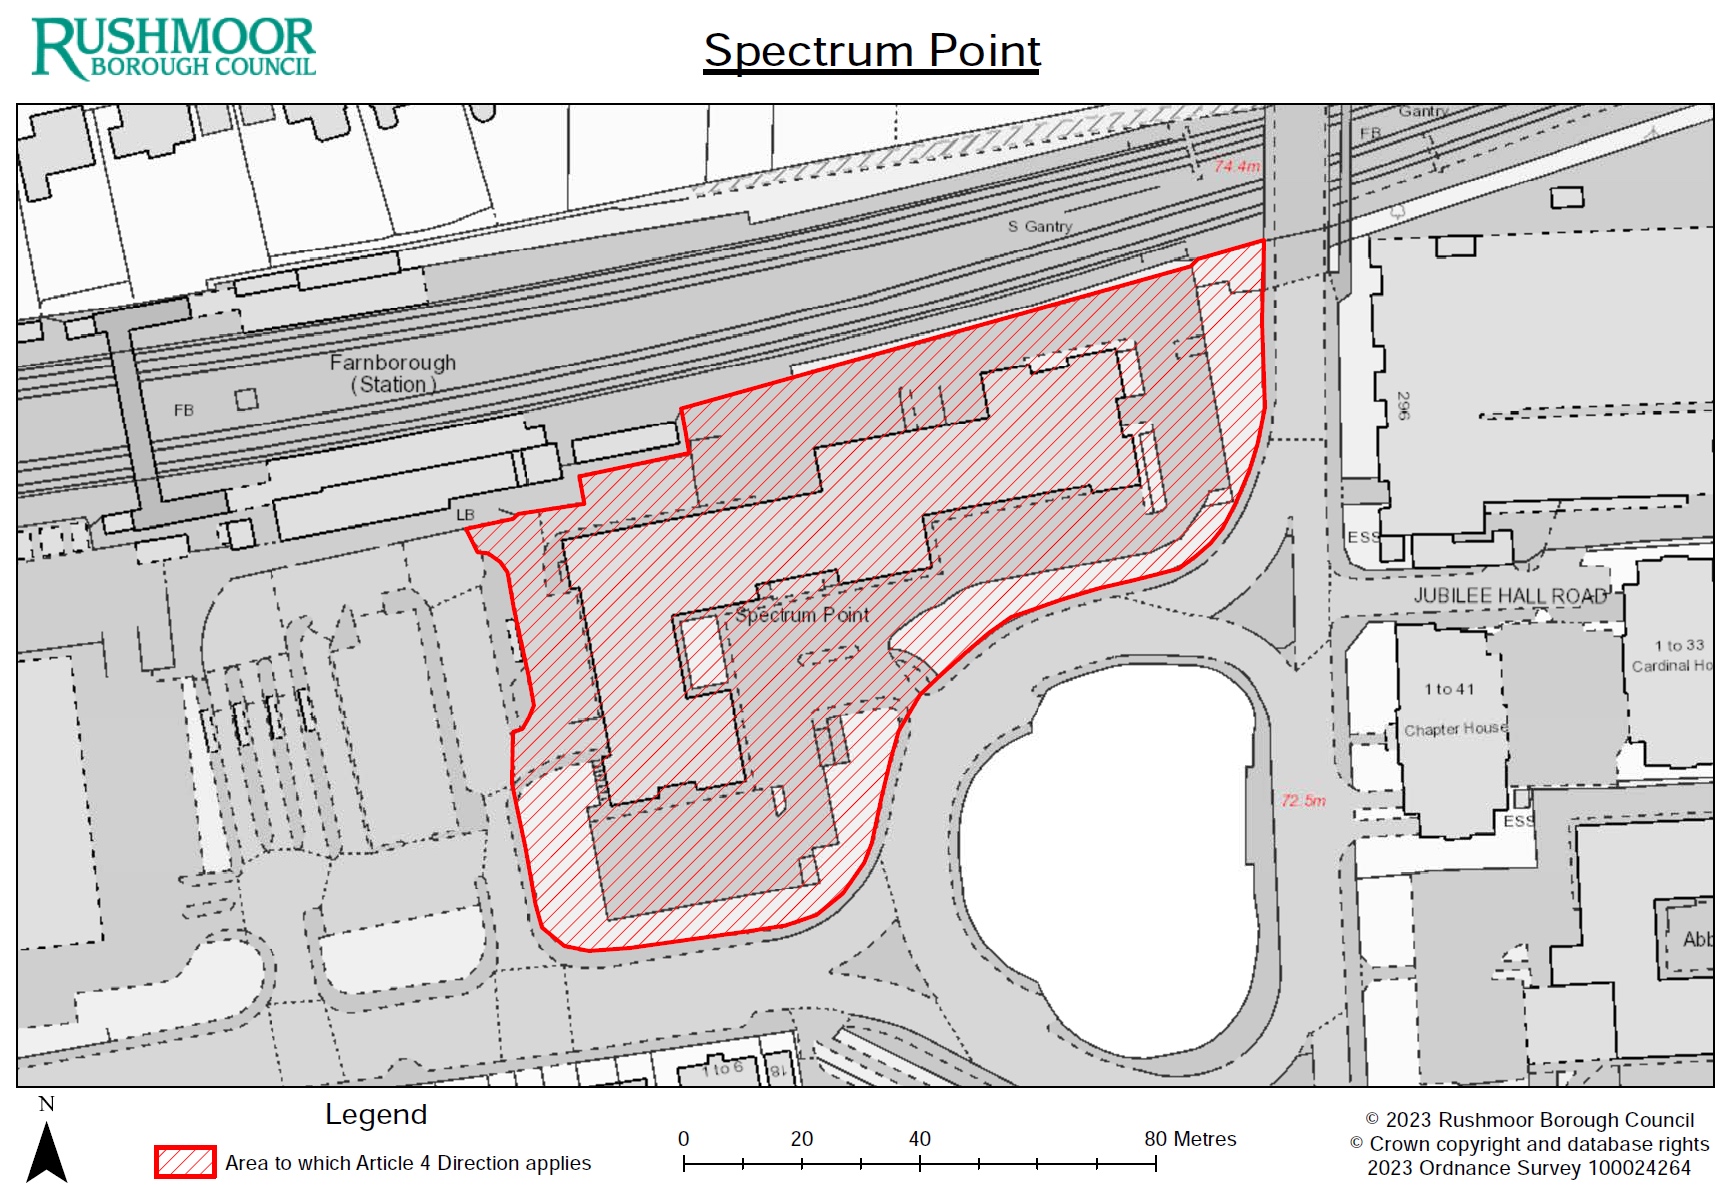 RUSHMOOR
BOROUGH COUNCIL
Spectrum Point
Gantry
FB
74.4m
S Gantry
Farnborough
(Station)
FB
296
LB
ESS
JUBILEE HALL ROAD
Spectrum Point
1 to 33
Cardinal Ho
1 to 41
Chapter House
72.5m
ESS
Abb
1 to 6
18
N
Legend
Area to which Article 4 Direction applies
0 20 40 80 Metres
© 2023 Rushmoor Borough Council
© Crown copyright and database rights
2023 Ordnance Survey 100024264